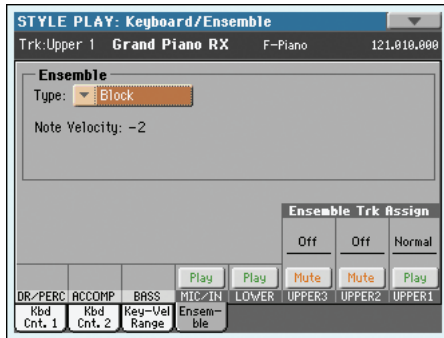 STYLE PLAY: Keyboard/Ensemble
Trk:Upper 1 Grand Piano RX F-Piano 121.010.000
Ensemble
Type: Block
Note Velocity: -2
Ensemble Trk Assign
Off Off Normal
Play Play Mute Mute Play
DR/PERC ACCOMP BASS MIC/IN LOWER UPPER3 UPPER2 UPPER1
Kbd Kbd Key-Vel Ensem-
Cnt. 1 Cnt. 2 Range ble